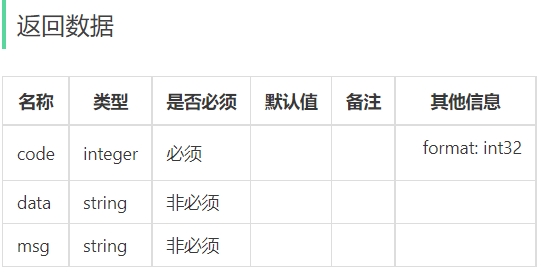 返回数据
名称 类型 是否必须 默认值 备注 其他信息
code integer 必须 format: int32
data string 非必须
msg string 非必须